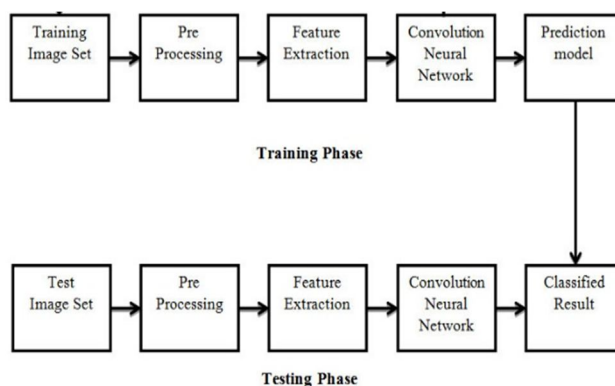 Training
Image Set
Pre
Processing
Feature
Extraction
Convolution
Neural
Network
Prediction
model
Training Phase
Test
Image Set
Pre
Processing
Feature
Extraction
Convolution
Neural
Network
Classified
Result
Testing Phase